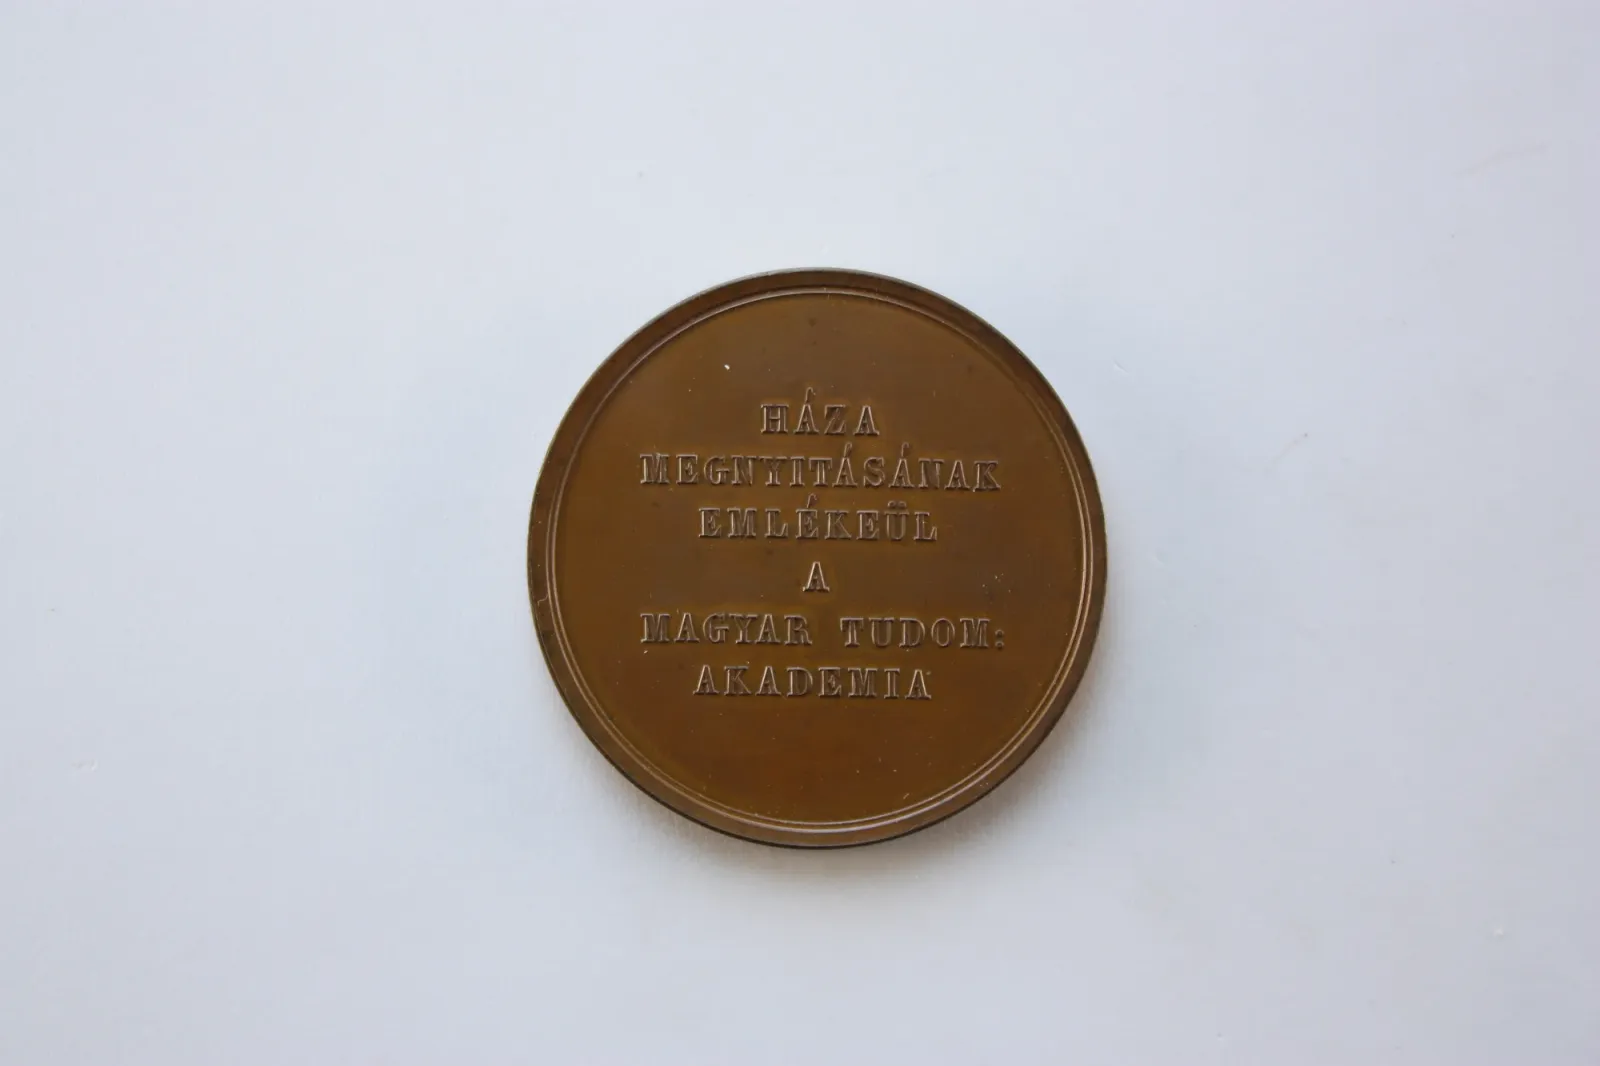 HÁZA
MEGNYITÁSÁNAK
EMLÉKEÜL
A
MAGYAR TUDOM:
AKADEMIA